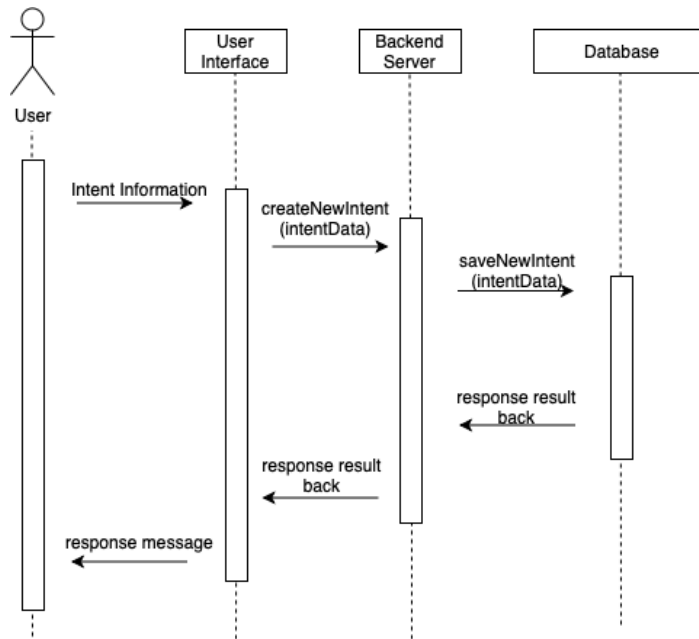 User
Interface
Backend
Server
Database
User
Intent Information
createNewIntent
(intentData)
saveNewIntent
(intentData)
response result
back
response result
back
response message